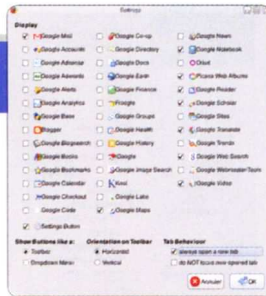 Settings
Display
Google Mail Google Co-op Google News
Google Accounts Google Directory Google Notebook
Google Adsense Google Docs Orkut
Google Adwords Google Earth Picasa Web Albums
Google Alerts Google Finance Google Reader
Google Analytics Froogle Google Scholar
Google Base Google Groups Google Sites
Blogger Google Health Google Translate
Google Blogsearch Google History Google Trends
Google Books iGoogle Google Web Search
Google Bookmarks Google Image Search Google Webmaster-Tools
Google Calendar Knol Google Video
Google Checkout Google Labs
Google Code Google Maps
Settings Button
Show Buttons like a: Orientation on Toolbar Tab Behaviour
Toolbar Horizontal always open a new tab
Dropdown Menu Vertical do NOT focus new opened tab
Annuler OK